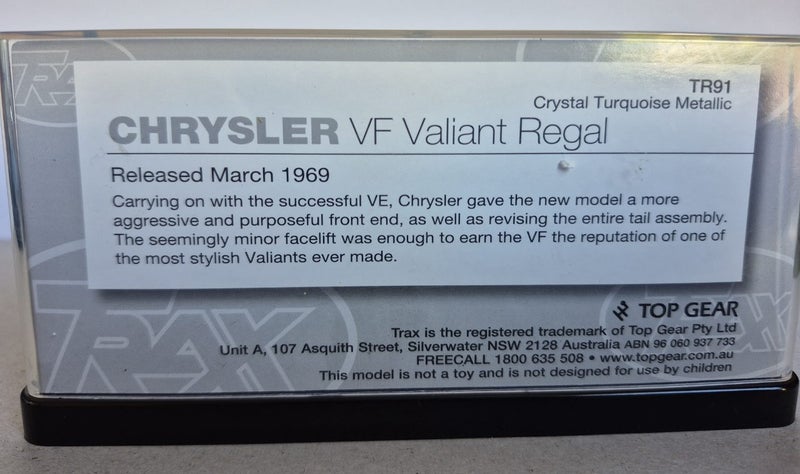 TRAX
TR91
Crystal Turquoise Metallic
CHRYSLER VF Valiant Regal
Released March 1969
Carrying on with the successful VE, Chrysler gave the new model a more
aggressive and purposeful front end, as well as revising the entire tail assembly.
The seemingly minor facelift was enough to earn the VF the reputation of one of
the most stylish Valiants ever made.
TRAX
TOP GEAR
Trax is the registered trademark of Top Gear Pty Ltd
Unit A, 107 Asquith Street, Silverwater NSW 2128 Australia ABN 96 060 937 733
FREECALL 1800 635 508 • www.topgear.com.au
This model is not a toy and is not designed for use by children